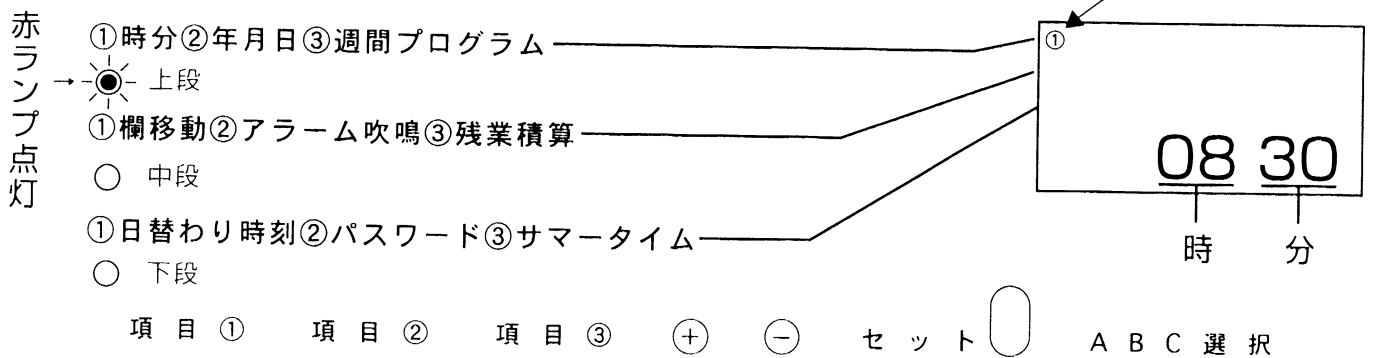 赤ランプ点灯
①時分②年月日③週間プログラム
上段
①欄移動②アラーム吹鳴③残業積算
中段
①日替わり時刻②パスワード③サマータイム
下段
①
08 30
時 分
項目① 項目② 項目③ + - セット ABC選択